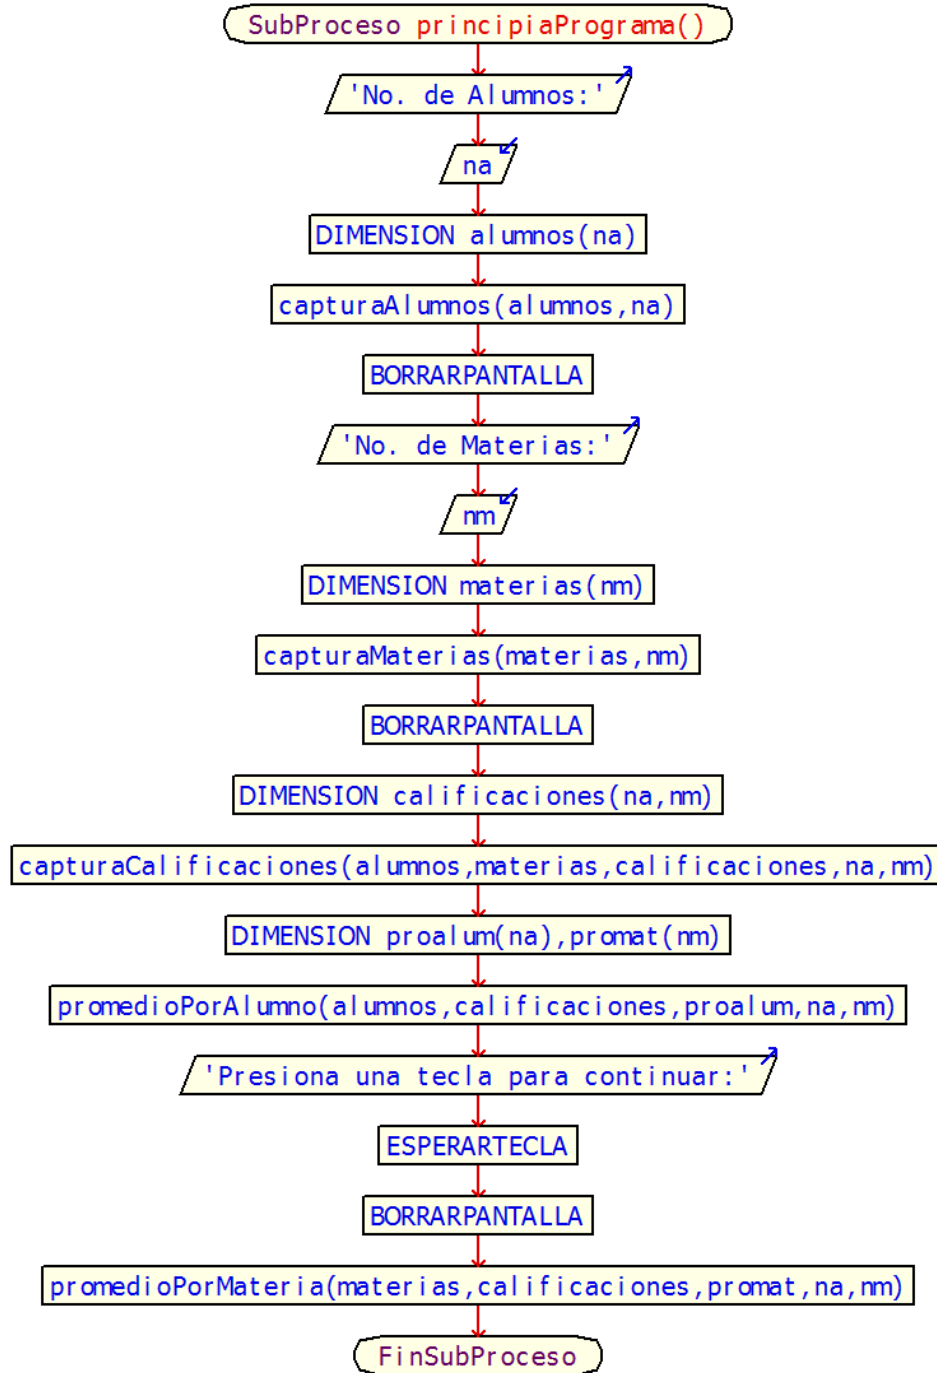 SubProceso principiaPrograma()
'No. de Alumnos:'
na
DIMENSION alumnos(na)
capturaAlumnos(alumnos,na)
BORRARPANTALLA
'No. de Materias:'
nm
DIMENSION materias(nm)
capturaMaterias(materias,nm)
BORRARPANTALLA
DIMENSION calificaciones(na,nm)
capturaCalificaciones(alumnos,materias,calificaciones,na,nm)
DIMENSION proalum(na),promat(nm)
promedioPorAlumno(alumnos,calificaciones,proalum,na,nm)
'Presiona una tecla para continuar:'
ESPERARTECLA
BORRARPANTALLA
promedioPorMateria(materias,calificaciones,promat,na,nm)
FinSubProceso